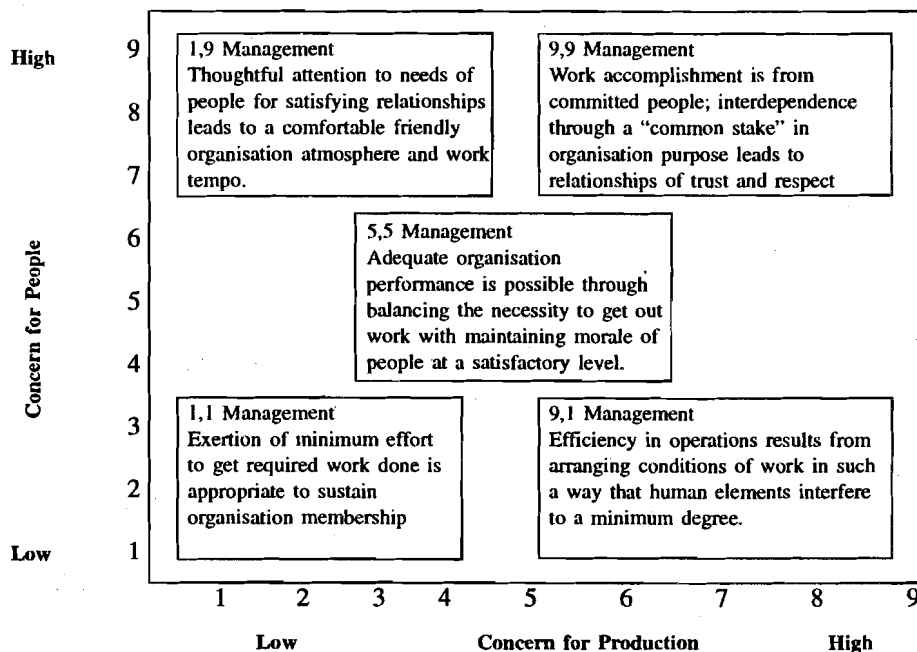 High
Concern for People
Low
9
8
7
6
5
4
3
2
1
1,9 Management
Thoughtful attention to needs of
people for satisfying relationships
leads to a comfortable friendly
organisation atmosphere and work
tempo.
9,9 Management
Work accomplishment is from
committed people; interdependence
through a “common stake” in
organisation purpose leads to
relationships of trust and respect
5,5 Management
Adequate organisation
performance is possible through
balancing the necessity to get out
work with maintaining morale of
people at a satisfactory level.
1,1 Management
Exertion of minimum effort
to get required work done is
appropriate to sustain
organisation membership
9,1 Management
Efficiency in operations results from
arranging conditions of work in such
a way that human elements interfere
to a minimum degree.
1 2 3 4 5 6 7 8 9
Low Concern for Production High